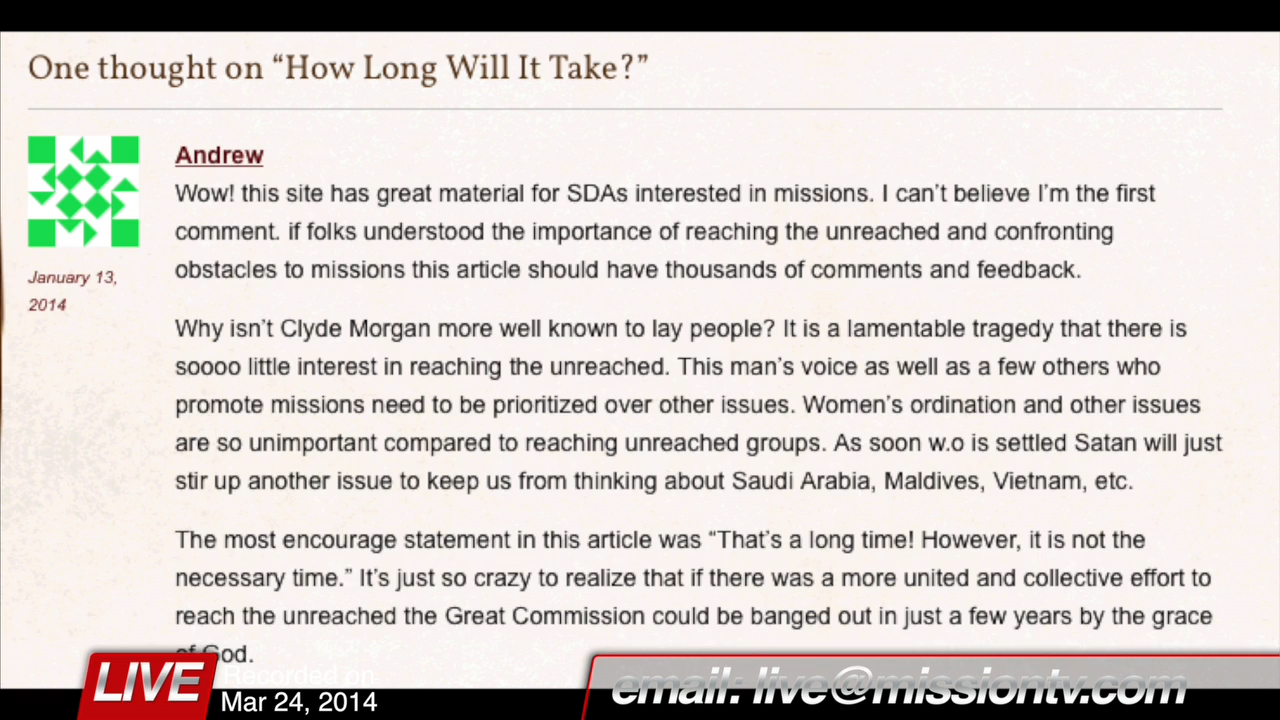 One thought on “How Long Will It Take?”
Andrew
January 13,
2014
Wow! this site has great material for SDAs interested in missions. I can’t believe I’m the first
comment. if folks understood the importance of reaching the unreached and confronting
obstacles to missions this article should have thousands of comments and feedback.
Why isn’t Clyde Morgan more well known to lay people? It is a lamentable tragedy that there is
soooo little interest in reaching the unreached. This man’s voice as well as a few others who
promote missions need to be prioritized over other issues. Women’s ordination and other issues
are so unimportant compared to reaching unreached groups. As soon w.o is settled Satan will just
stir up another issue to keep us from thinking about Saudi Arabia, Maldives, Vietnam, etc.
The most encourage statement in this article was “That’s a long time! However, it is not the
necessary time.” It’s just so crazy to realize that if there was a more united and collective effort to
reach the unreached the Great Commission could be banged out in just a few years by the grace
of God.
LIVE
Recorded on
Mar 24, 2014
email: live@missiontv.com